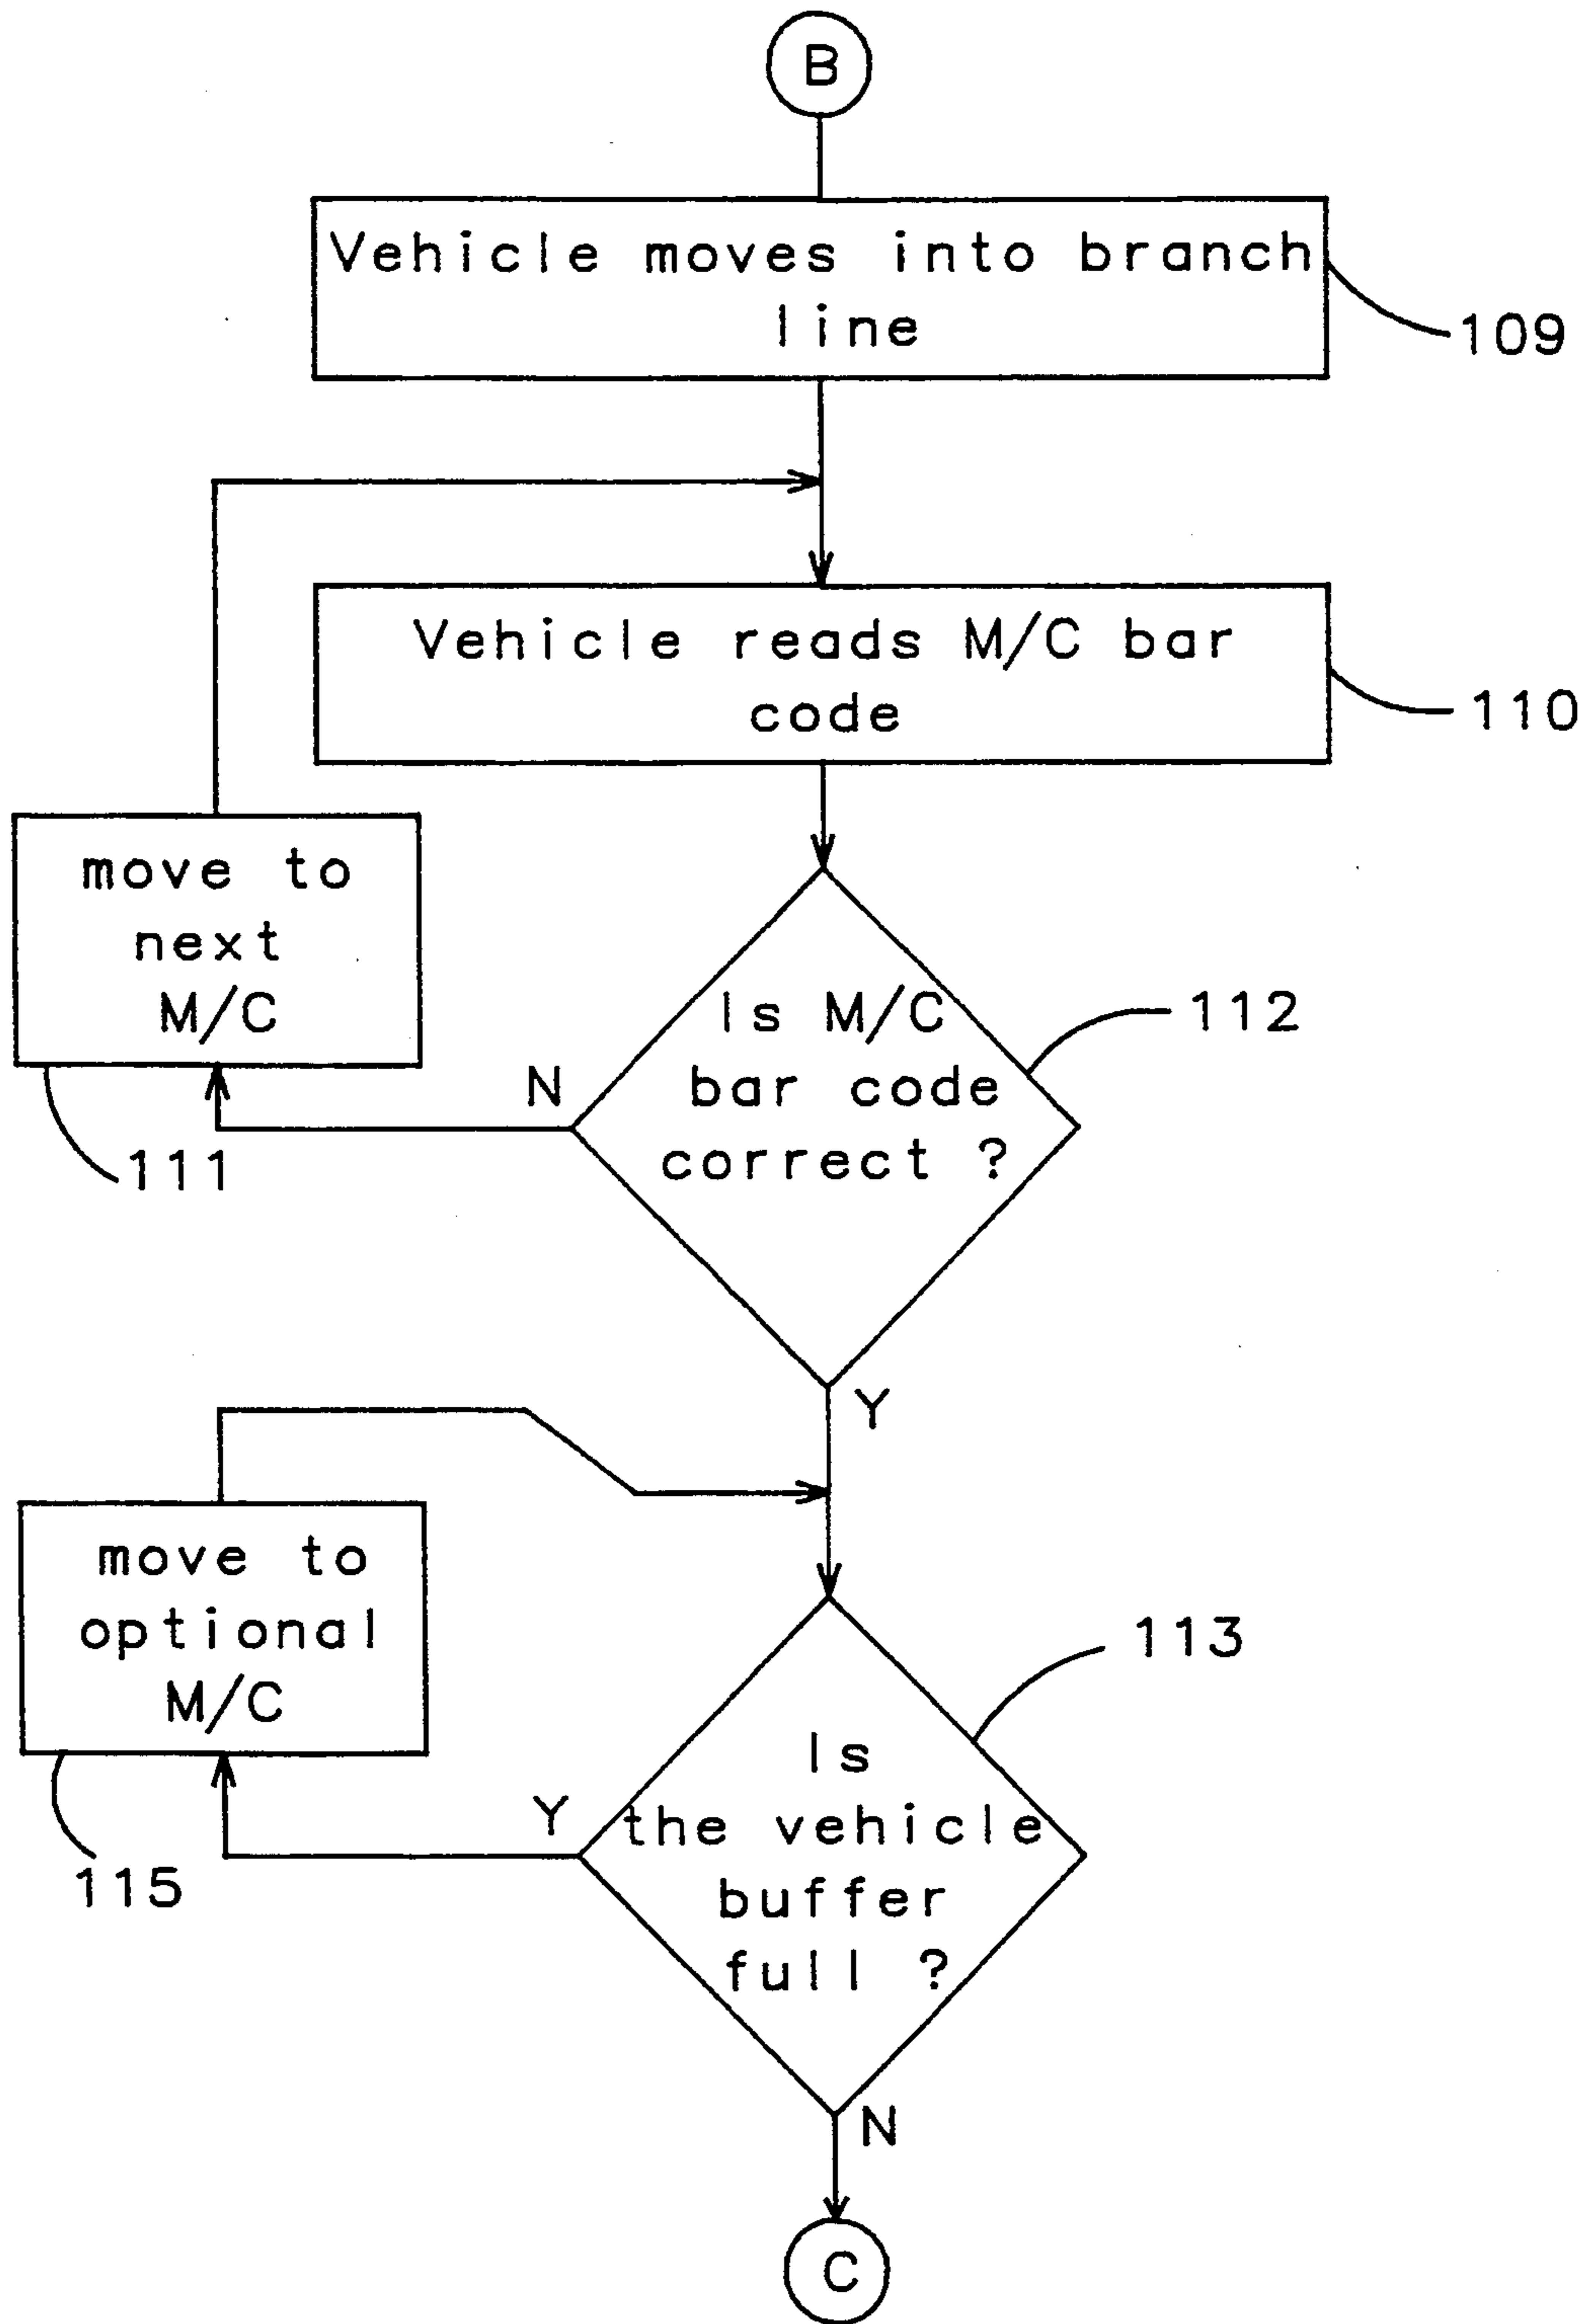 B
Vehicle moves into branch
line
109
Vehicle reads M/C bar
code
110
move to
next
M/C
111
Is M/C
bar code
correct ?
112
N
Y
move to
optional
M/C
115
Is
the vehicle
buffer
full ?
113
Y
N
C